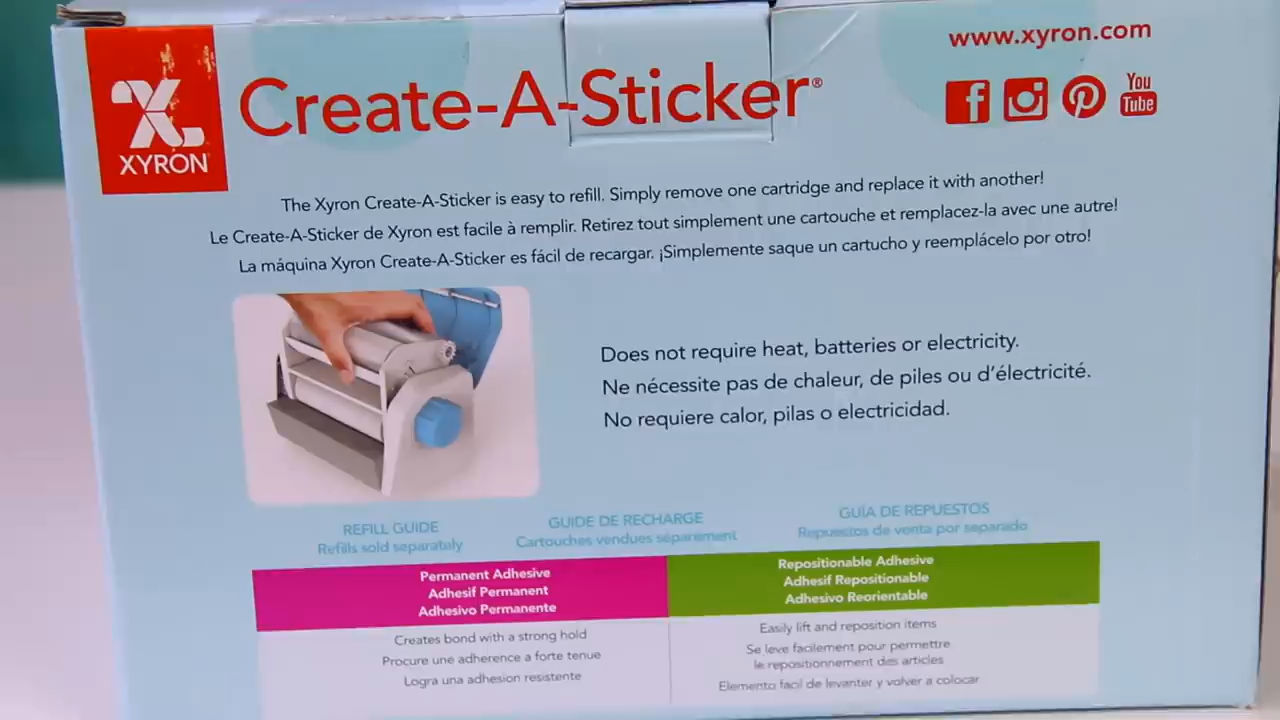 www.xyron.com
XYRON
Create-A-Sticker®
You
Tube
The Xyron Create-A-Sticker is easy to refill. Simply remove one cartridge and replace it with another!
Le Create-A-Sticker de Xyron est facile à remplir. Retirez tout simplement une cartouche et remplacez-la avec une autre!
La máquina Xyron Create-A-Sticker es fácil de recargar. ¡Simplemente saque un cartucho y reemplácelo por otro!
Does not require heat, batteries or electricity.
Ne nécessite pas de chaleur, de piles ou d'électricité.
No requiere calor, pilas o electricidad.
REFILL GUIDE
Refills sold separately
GUIDE DE RECHARGE
Cartouches vendues séparement
GUÍA DE REPUESTOS
Repuestos de venta por separado
Permanent Adhesive
Adhesif Permanent
Adhesivo Permanente
Repositionable Adhesive
Adhesif Repositionable
Adhesivo Reorientable
Creates bond with a strong hold
Procure une adherence a forte tenue
Logra una adhesion resistente
Easily lift and reposition items
Se leve facilement pour permettre
le repositionnement des articles
Elemento facil de levanter y volver a colocar